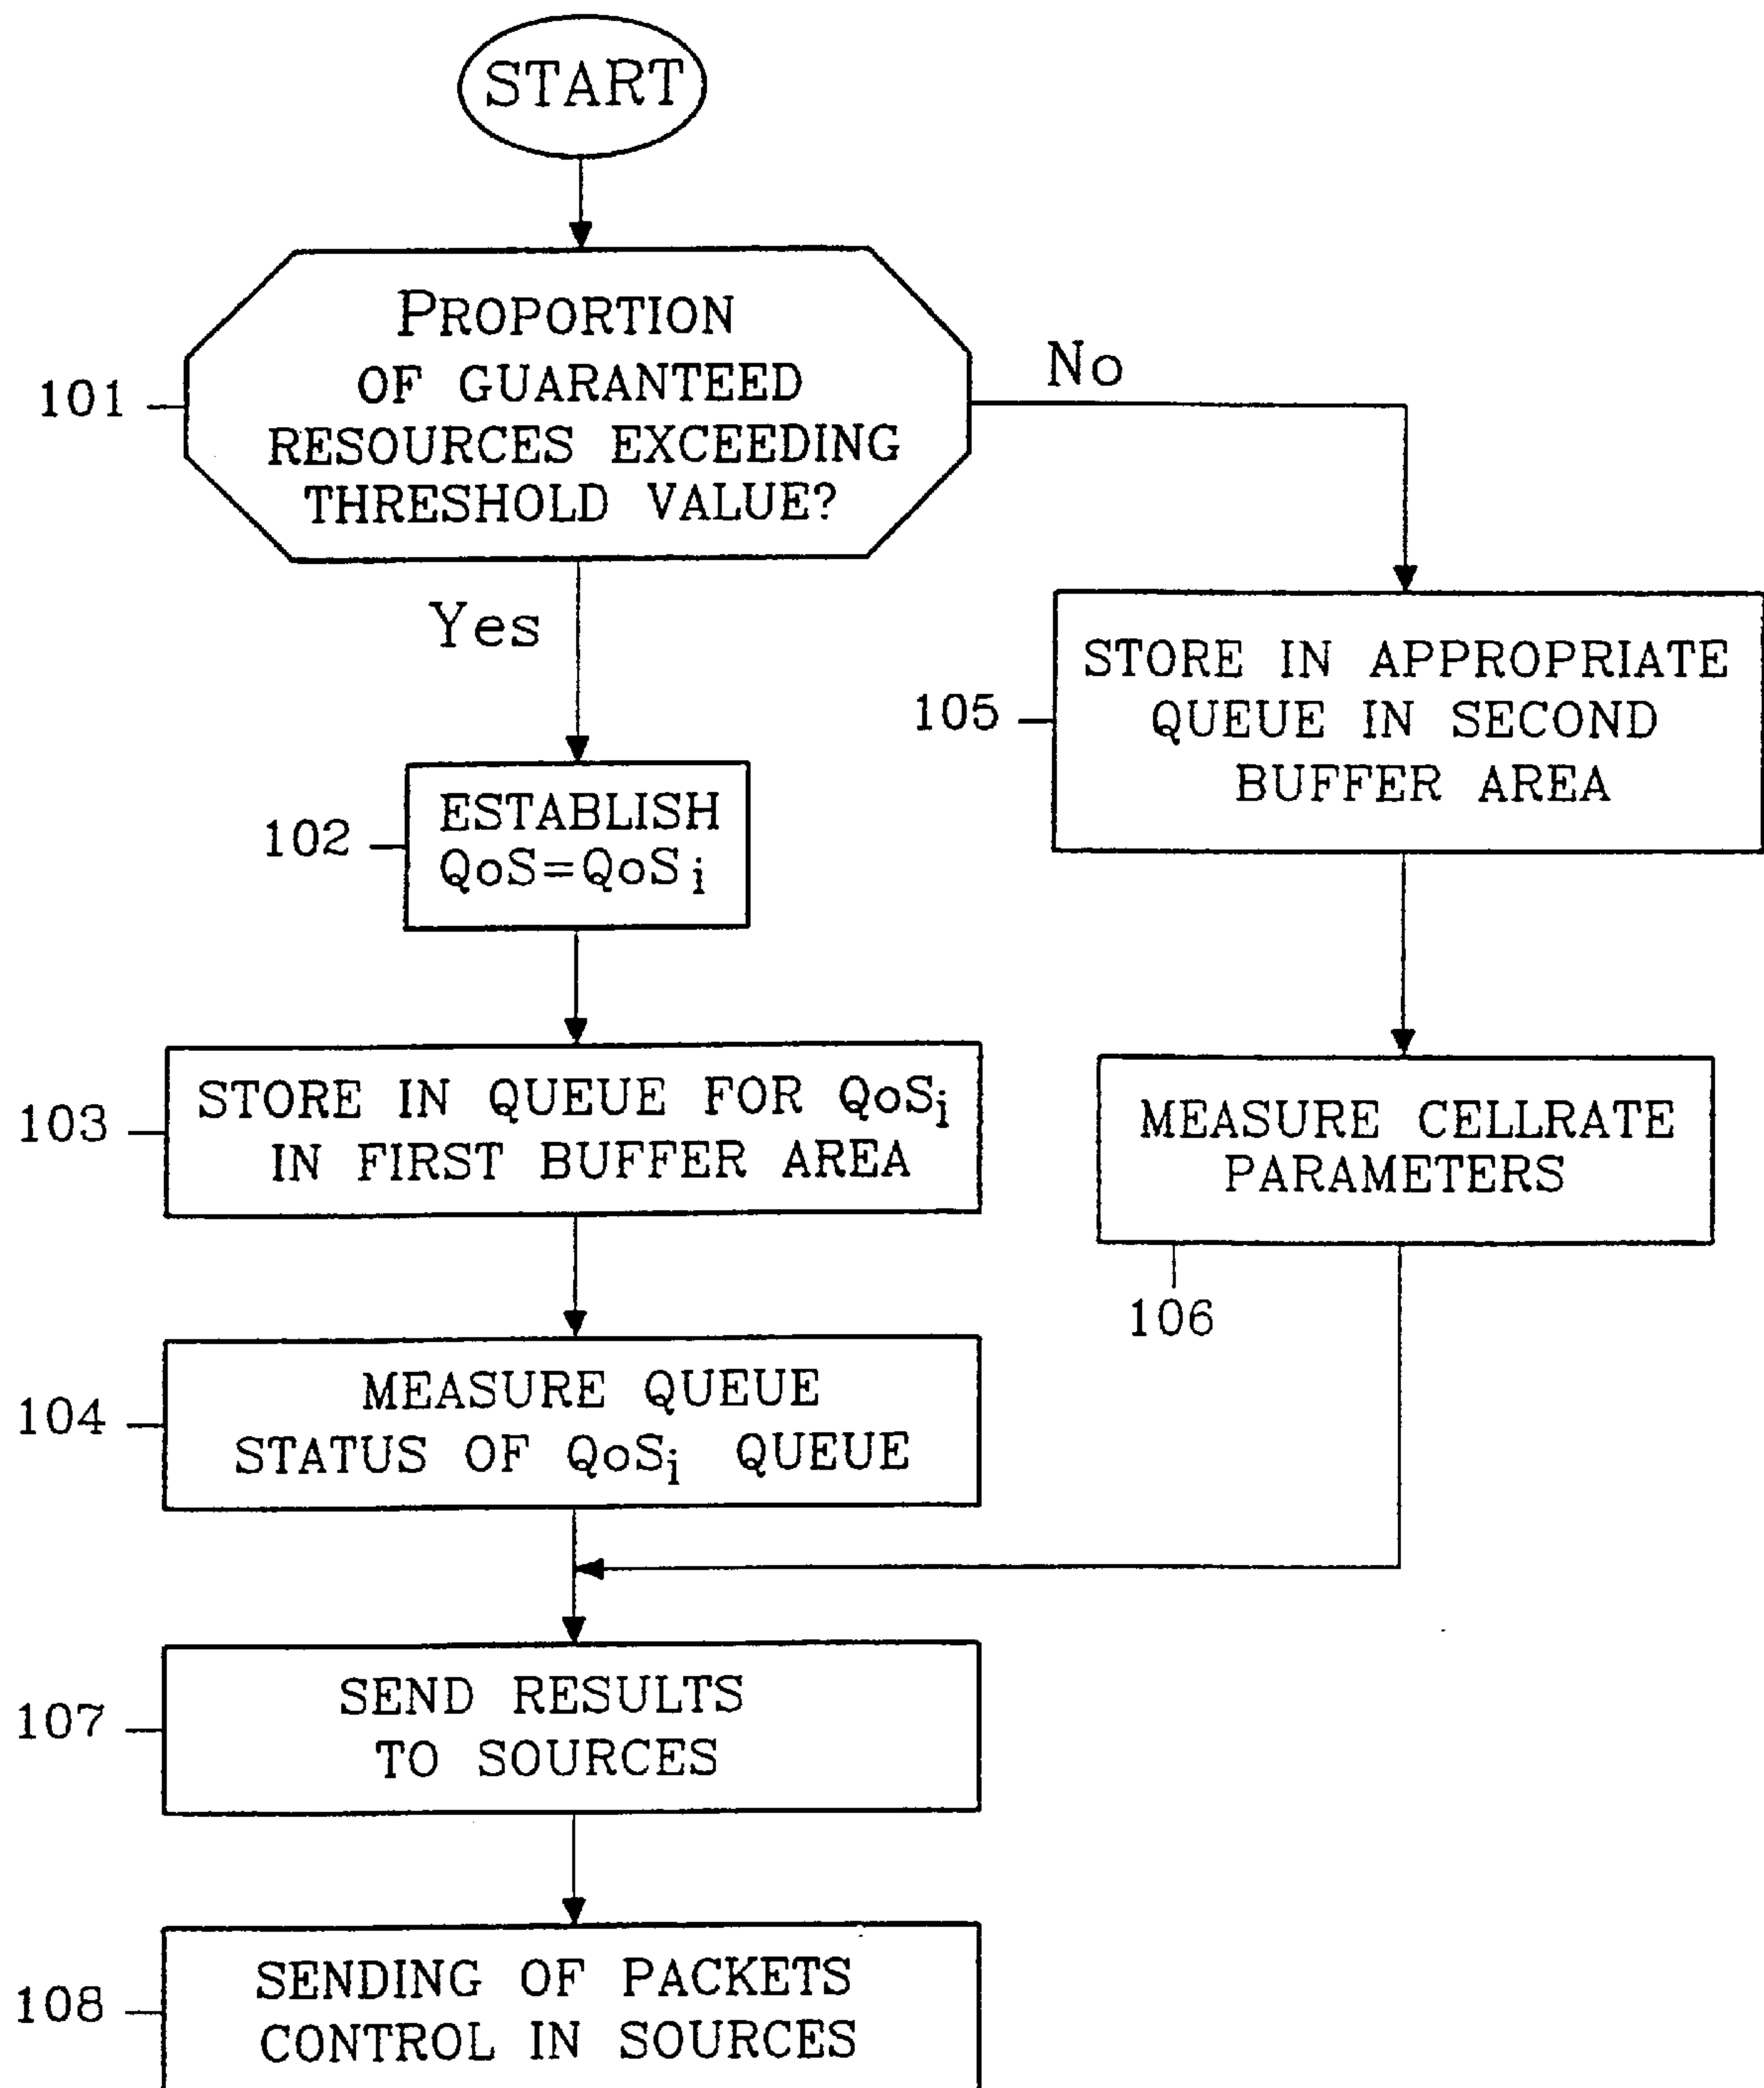 START
PROPORTION
OF GUARANTEED
RESOURCES EXCEEDING
THRESHOLD VALUE?
101
No
Yes
STORE IN APPROPRIATE
QUEUE IN SECOND
BUFFER AREA
105
ESTABLISH
QoS=QoSi
102
STORE IN QUEUE FOR QoSi
IN FIRST BUFFER AREA
103
MEASURE CELLRATE
PARAMETERS
106
MEASURE QUEUE
STATUS OF QoSi QUEUE
104
SEND RESULTS
TO SOURCES
107
SENDING OF PACKETS
CONTROL IN SOURCES
108